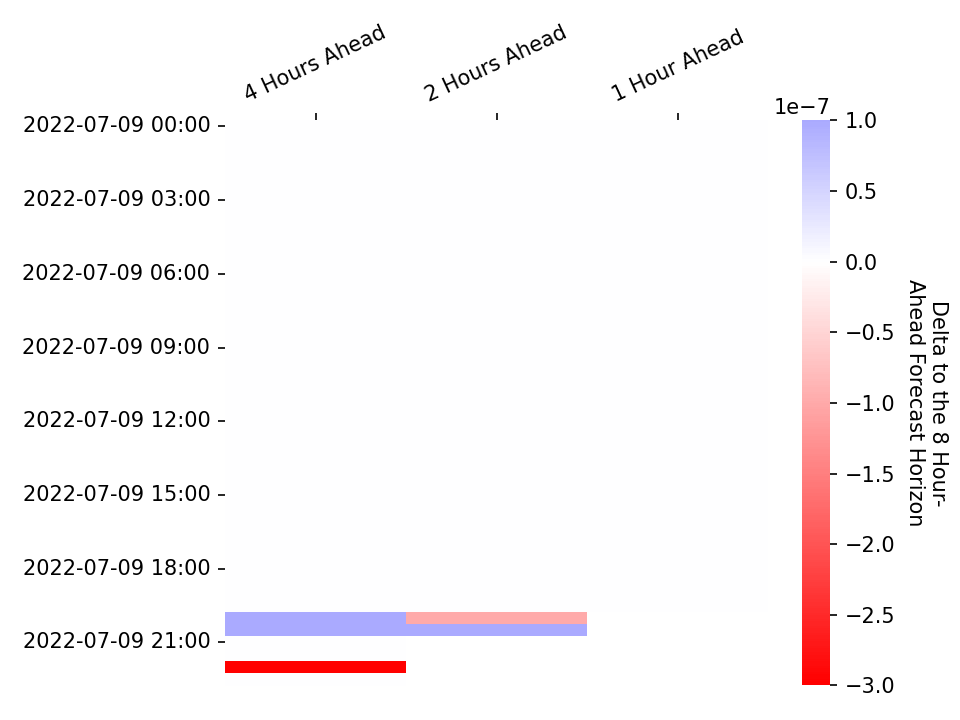 4 Hours Ahead
2 Hours Ahead
1 Hour Ahead
1e−7
2022-07-09 00:00
2022-07-09 03:00
2022-07-09 06:00
2022-07-09 09:00
2022-07-09 12:00
2022-07-09 15:00
2022-07-09 18:00
2022-07-09 21:00
1.0
0.5
0.0
−0.5
−1.0
−1.5
−2.0
−2.5
−3.0
Delta to the 8 Hour-
Ahead Forecast Horizon